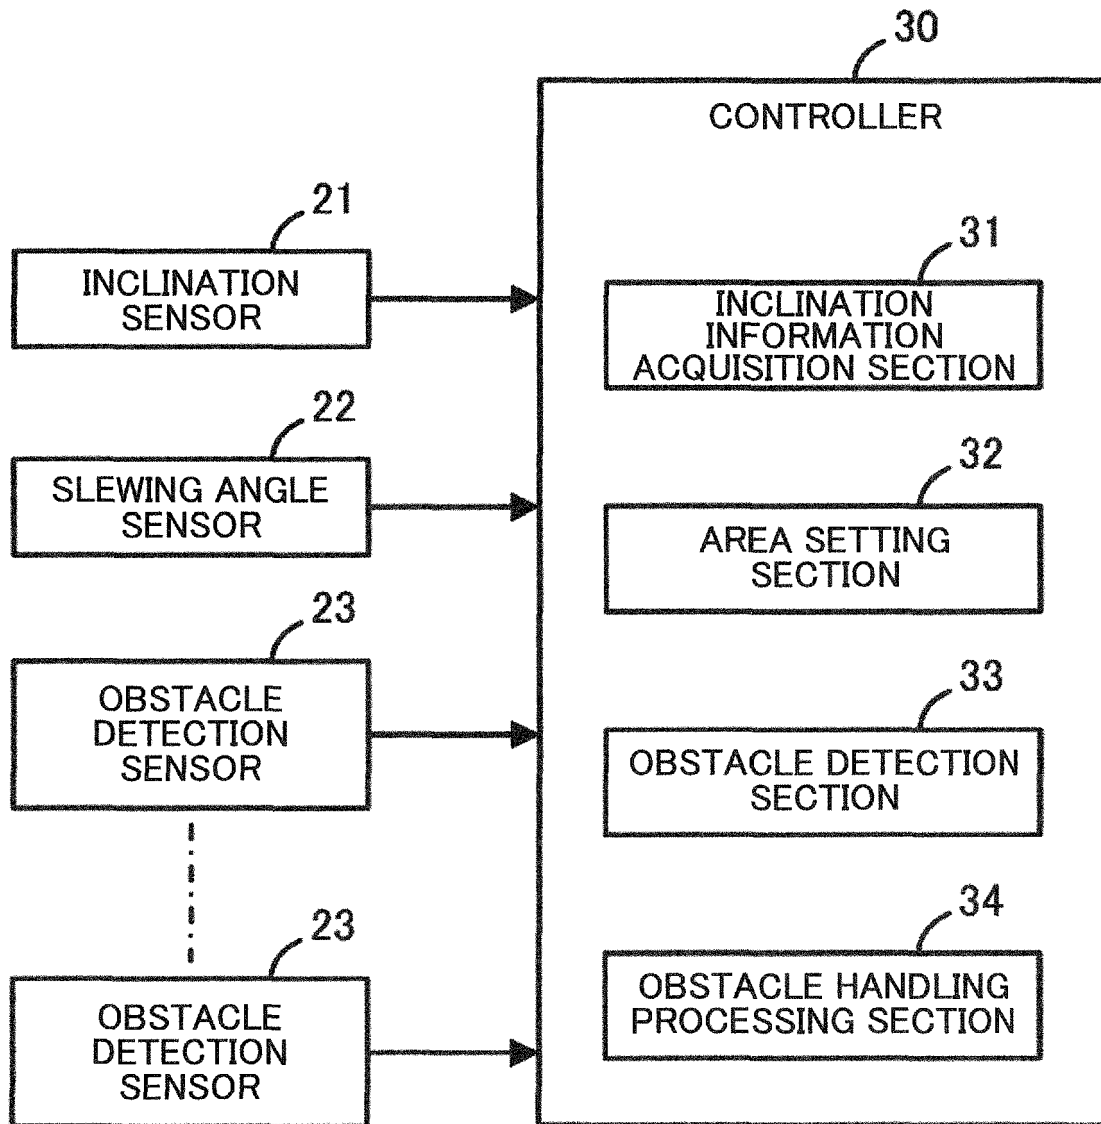 30
CONTROLLER
21
INCLINATION
SENSOR
31
INCLINATION
INFORMATION
ACQUISITION SECTION
22
SLEWING ANGLE
SENSOR
32
AREA SETTING
SECTION
23
OBSTACLE
DETECTION
SENSOR
33
OBSTACLE DETECTION
SECTION
23
OBSTACLE
DETECTION
SENSOR
34
OBSTACLE HANDLING
PROCESSING SECTION